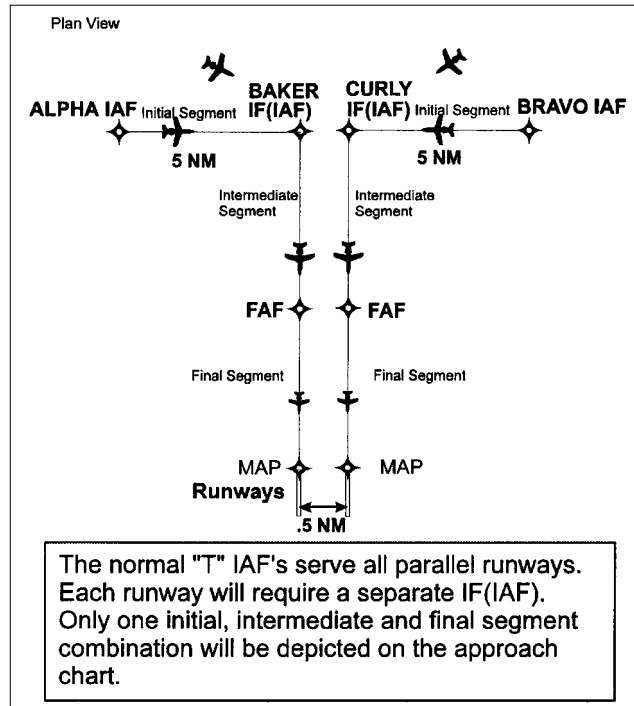 Plan View
BAKER
IF(IAF)
CURLY
IF(IAF)
ALPHA IAF
Initial Segment
Initial Segment
BRAVO IAF
5 NM
5 NM
Intermediate
Segment
Intermediate
Segment
FAF
FAF
Final Segment
Final Segment
MAP
MAP
Runways
.5 NM
The normal "T" IAF's serve all parallel runways.
Each runway will require a separate IF(IAF).
Only one initial, intermediate and final segment
combination will be depicted on the approach
chart.